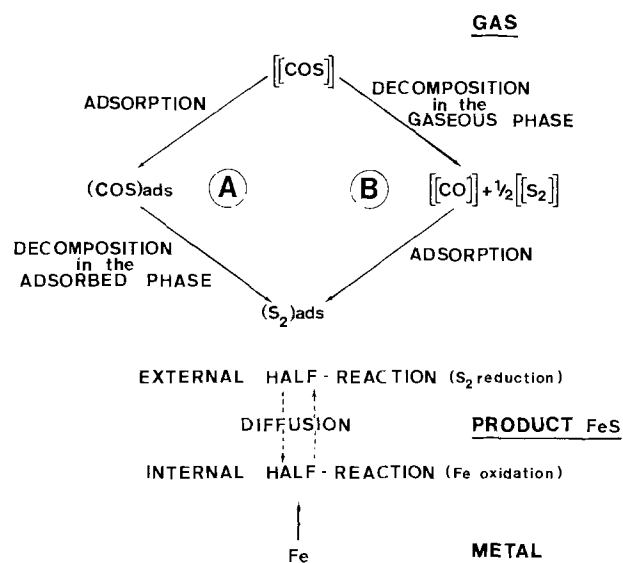 GAS
[[COS]]
ADSORPTION
DECOMPOSITION
in the
GASEOUS PHASE
(COS)ads
A
B
[[CO]] + 1/2 [[S2]]
DECOMPOSITION
in the
ADSORBED PHASE
ADSORPTION
(S2)ads
EXTERNAL HALF - REACTION (S2 reduction)
DIFFUSION
PRODUCT FeS
INTERNAL HALF - REACTION (Fe oxidation)
Fe
METAL